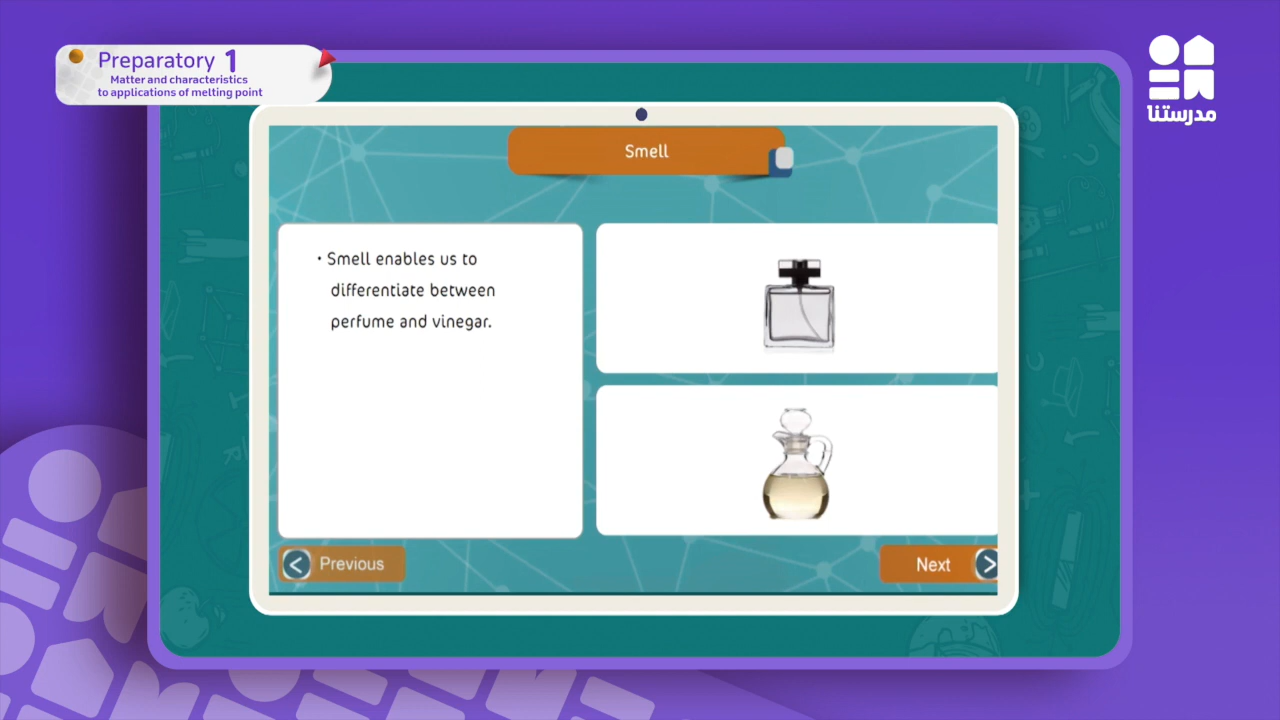 Preparatory 1
Matter and characteristics
to applications of melting point
مدرستنا
Smell
• Smell enables us to
differentiate between
perfume and vinegar.
Previous
Next